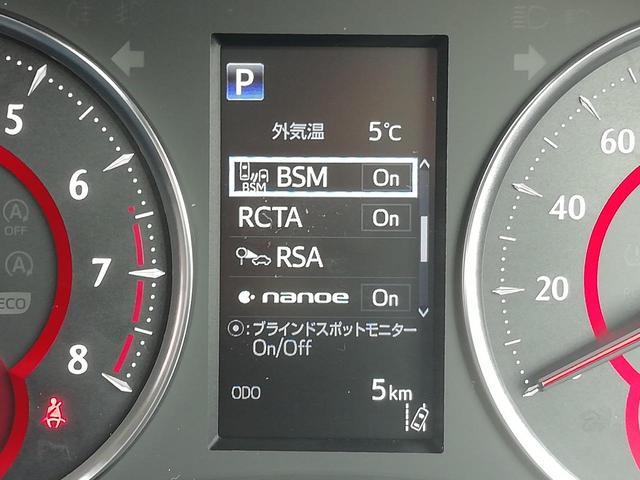 P
外気温 5℃
BSM BSM On
RCTA On
RSA
nanoe On
⦿:ブラインドスポットモニター
On/Off
ODO 5km
5
6
7
8
A
OFF
A
ECO
60
40
20